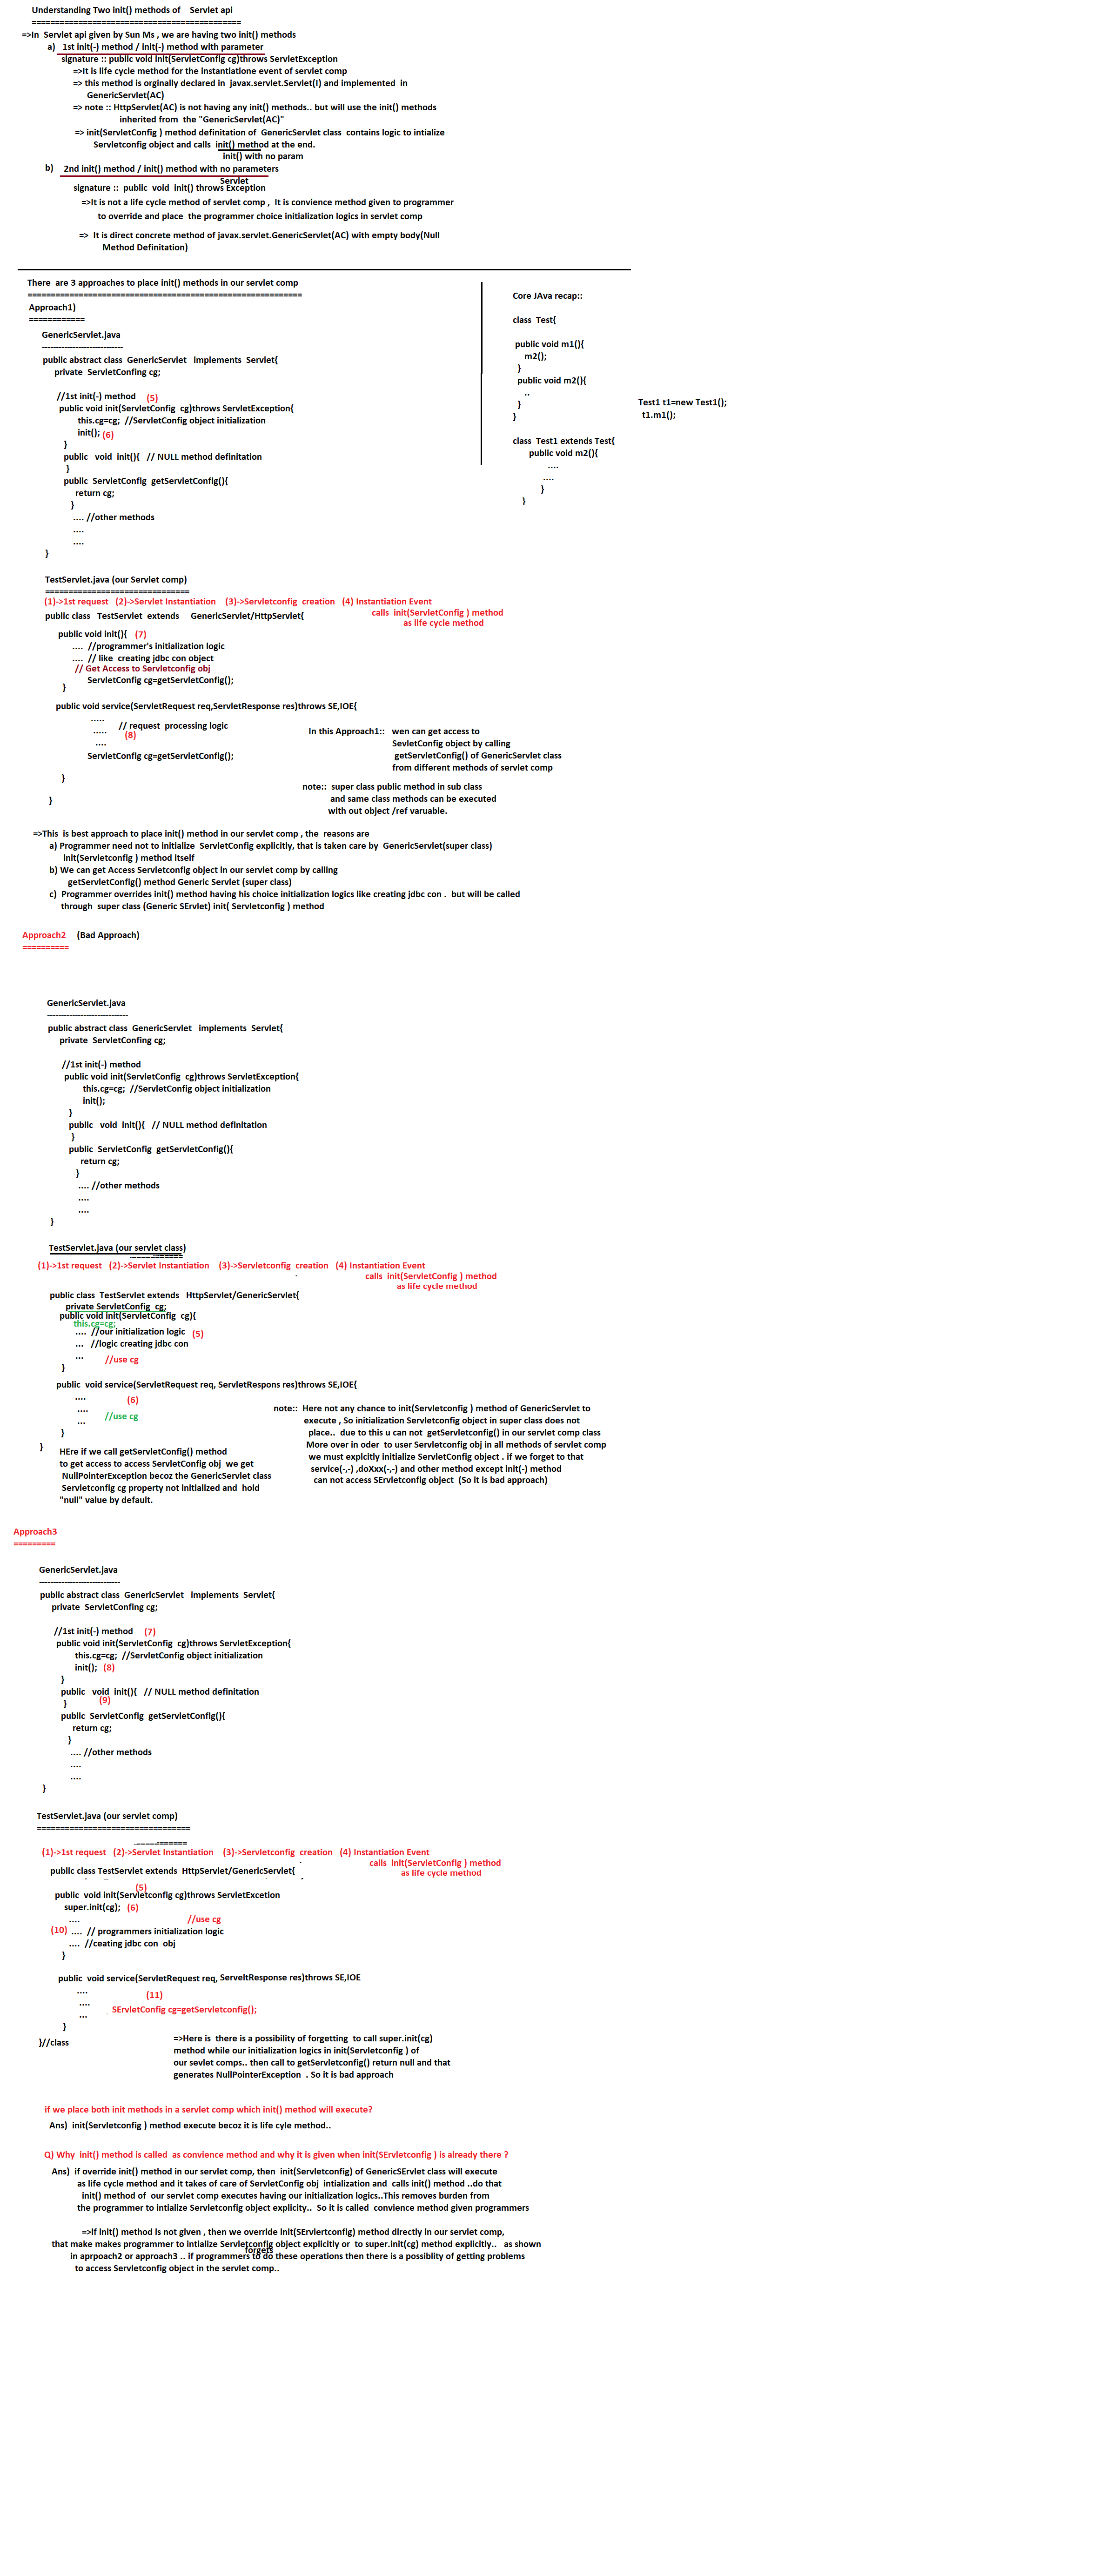 Understanding Two init() methods of Servlet api
=============================================
=>In Servlet api given by Sun Ms , we are having two init() methods
a) 1st init(-) method / init(-) method with parameter
signature :: public void init(ServletConfig cg)throws ServletException
=>It is life cycle method for the instantiatione event of servlet comp
=> this method is orginally declared in javax.servlet.Servlet(I) and implemented in
GenericServlet(AC)
=> note :: HttpServlet(AC) is not having any init() methods.. but will use the init() methods
inherited from the "GenericServlet(AC)"
=> init(ServletConfig ) method definitation of GenericServlet class contains logic to intialize
Servletconfig object and calls init() method at the end.
init() with no param
b) 2nd init() method / init() method with no parameters
Servlet
signature :: public void init() throws Exception
=>It is not a life cycle method of servlet comp , It is convience method given to programmer
to override and place the programmer choice initialization logics in servlet comp
=> It is direct concrete method of javax.servlet.GenericServlet(AC) with empty body(Null
Method Definitation)
There are 3 approaches to place init() methods in our servlet comp
===========================================================
Approach1)
============
GenericServlet.java
-----------------------------
public abstract class GenericServlet implements Servlet{
private ServletConfing cg;
//1st init(-) method (5)
public void init(ServletConfig cg)throws ServletException{
this.cg=cg; //ServletConfig object initialization
init(); (6)
}
public void init(){ // NULL method definitation
}
public ServletConfig getServletConfig(){
return cg;
}
.... //other methods
....
....
}
Core JAva recap::
class Test{
public void m1(){
m2();
}
public void m2(){
..
}
}
class Test1 extends Test{
public void m2(){
....
....
}
}
Test1 t1=new Test1();
t1.m1();
TestServlet.java (our Servlet comp)
===============================
(1)->1st request (2)->Servlet Instantiation (3)->Servletconfig creation (4) Instantiation Event
calls init(ServletConfig ) method
as life cycle method
public class TestServlet extends GenericServlet/HttpServlet{
public void init(){ (7)
.... //programmer's initialization logic
.... // like creating jdbc con object
// Get Access to Servletconfig obj
ServletConfig cg=getServletConfig();
}
public void service(ServletRequest req,ServletResponse res)throws SE,IOE{
.....
..... // request processing logic
(8)
....
ServletConfig cg=getServletConfig();
}
}
In this Approach1:: wen can get access to
SevletConfig object by calling
getServletConfig() of GenericServlet class
from different methods of servlet comp
note:: super class public method in sub class
and same class methods can be executed
with out object /ref varuable.
=>This is best approach to place init() method in our servlet comp , the reasons are
a) Programmer need not to initialize ServletConfig explicitly, that is taken care by GenericServlet(super class)
init(Servletconfig ) method itself
b) We can get Access Servletconfig object in our servlet comp by calling
getServletConfig() method Generic Servlet (super class)
c) Programmer overrides init() method having his choice initialization logics like creating jdbc con . but will be called
through super class (Generic SErvlet) init( Servletconfig ) method
Approach2 (Bad Approach)
==========
GenericServlet.java
-----------------------------
public abstract class GenericServlet implements Servlet{
private ServletConfing cg;
//1st init(-) method
public void init(ServletConfig cg)throws ServletException{
this.cg=cg; //ServletConfig object initialization
init();
}
public void init(){ // NULL method definitation
}
public ServletConfig getServletConfig(){
return cg;
}
.... //other methods
....
....
}
TestServlet.java (our servlet class)
(1)->1st request (2)->Servlet Instantiation (3)->Servletconfig creation (4) Instantiation Event
calls init(ServletConfig ) method
as life cycle method
public class TestServlet extends HttpServlet/GenericServlet{
private ServletConfig cg;
public void init(ServletConfig cg){
this.cg=cg;
.... //our initialization logic (5)
... //logic creating jdbc con
...
//use cg
}
public void service(ServletRequest req, ServletRespons res)throws SE,IOE{
....
(6)
....
//use cg
...
}
}
note:: Here not any chance to init(Servletconfig ) method of GenericServlet to
execute , So initialization Servletconfig object in super class does not
place.. due to this u can not getServletconfig() in our servlet comp class
More over in oder to user Servletconfig obj in all methods of servlet comp
we must explcitly initialize ServletConfig object . if we forget to that
service(-,-) ,doXxx(-,-) and other method except init(-) method
can not access SErvletconfig object (So it is bad approach)
HEre if we call getServletConfig() method
to get access to access ServletConfig obj we get
NullPointerException becoz the GenericServlet class
Servletconfig cg property not initialized and hold
"null" value by default.
Approach3
=========
GenericServlet.java
-----------------------------
public abstract class GenericServlet implements Servlet{
private ServletConfing cg;
//1st init(-) method (7)
public void init(ServletConfig cg)throws ServletException{
this.cg=cg; //ServletConfig object initialization
init(); (8)
}
public void init(){ // NULL method definitation
(9)
}
public ServletConfig getServletConfig(){
return cg;
}
.... //other methods
....
....
}
TestServlet.java (our servlet comp)
=================================
(1)->1st request (2)->Servlet Instantiation (3)->Servletconfig creation (4) Instantiation Event
calls init(ServletConfig ) method
as life cycle method
public class TestServlet extends HttpServlet/GenericServlet{
(5)
public void init(Servletconfig cg)throws ServletExcetion
super.init(cg); (6)
.... //use cg
(10) .... // programmers initialization logic
.... //ceating jdbc con obj
}
public void service(ServletRequest req, ServeltResponse res)throws SE,IOE
....
(11)
....
SErvletConfig cg=getServletconfig();
...
}
}//class
=>Here is there is a possibility of forgetting to call super.init(cg)
method while our initialization logics in init(Servletconfig ) of
our sevlet comps.. then call to getServletconfig() return null and that
generates NullPointerException . So it is bad approach
if we place both init methods in a servlet comp which init() method will execute?
Ans) init(Servletconfig ) method execute becoz it is life cyle method..
Q) Why init() method is called as convience method and why it is given when init(SErvletconfig ) is already there ?
Ans) if override init() method in our servlet comp, then init(Servletconfig) of GenericSErvlet class will execute
as life cycle method and it takes of care of ServletConfig obj intialization and calls init() method ..do that
init() method of our servlet comp executes having our initialization logics..This removes burden from
the programmer to intialize Servletconfig object explicity.. So it is called convience method given programmers
=>if init() method is not given , then we override init(SErvlertconfig) method directly in our servlet comp,
that make makes programmer to intialize Servletconfig object explicitly or to super.init(cg) method explicitly.. as shown
forgets
in aprpoach2 or approach3 .. if programmers to do these operations then there is a possiblity of getting problems
to access Servletconfig object in the servlet comp..